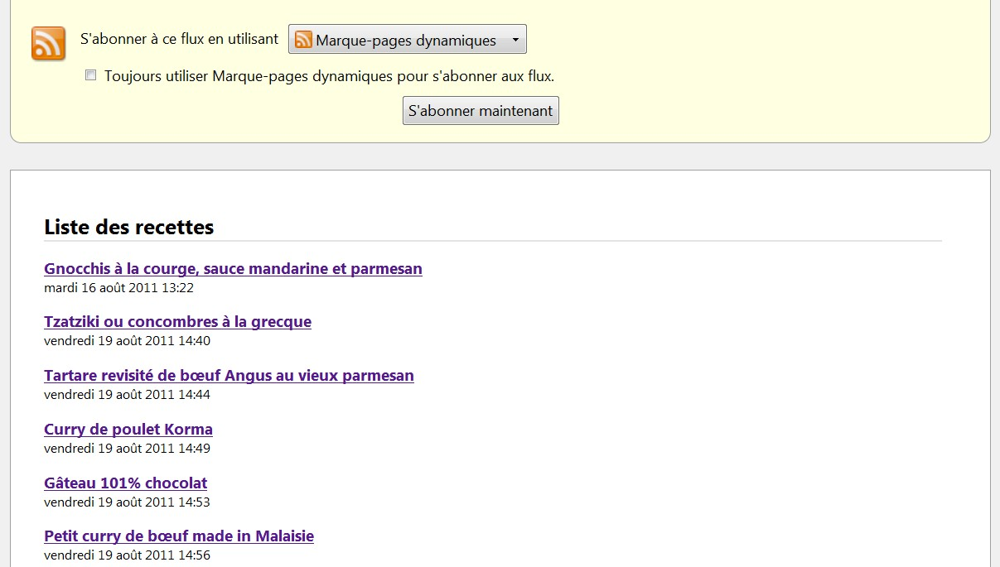 S'abonner à ce flux en utilisant Marque-pages dynamiques
Toujours utiliser Marque-pages dynamiques pour s'abonner aux flux.
S'abonner maintenant
Liste des recettes
Gnocchis à la courge, sauce mandarine et parmesan
mardi 16 août 2011 13:22
Tzatziki ou concombres à la grecque
vendredi 19 août 2011 14:40
Tartare revisité de bœuf Angus au vieux parmesan
vendredi 19 août 2011 14:44
Curry de poulet Korma
vendredi 19 août 2011 14:49
Gâteau 101% chocolat
vendredi 19 août 2011 14:53
Petit curry de bœuf made in Malaisie
vendredi 19 août 2011 14:56